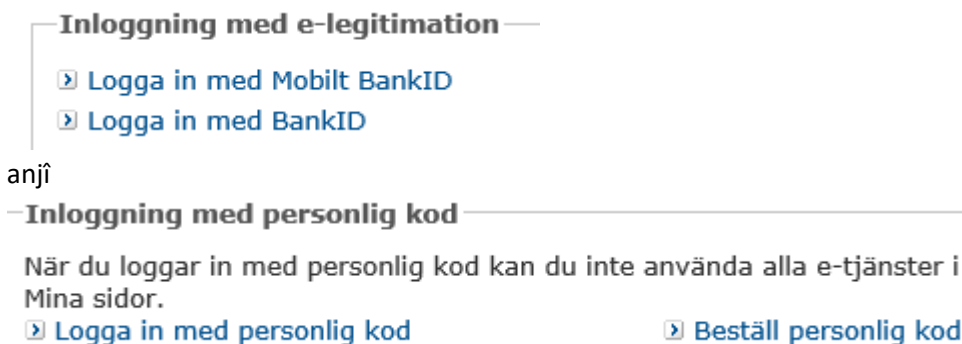 Inloggning med e-legitimation
Logga in med Mobilt BankID
Logga in med BankID
anjî
Inloggning med personlig kod
När du loggar in med personlig kod kan du inte använda alla e-tjänster i
Mina sidor.
Logga in med personlig kod Beställ personlig kod